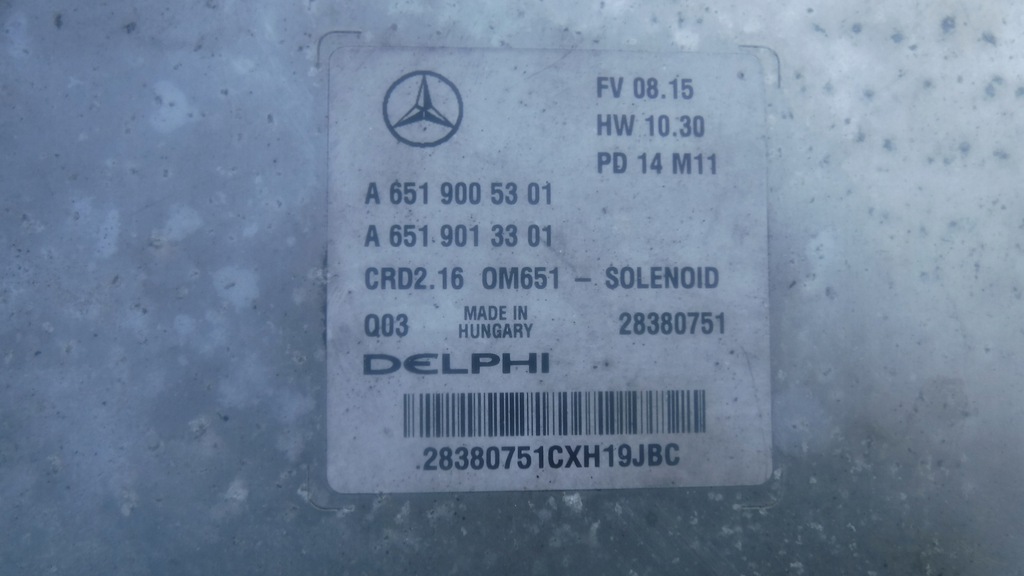 FV 08.15
HW 10.30
PD 14 M11
A 651 900 53 01
A 651 901 33 01
CRD2.16 OM651 – SOLENOID
Q03 MADE IN HUNGARY 28380751
DELPHI
28380751CXH19JBC